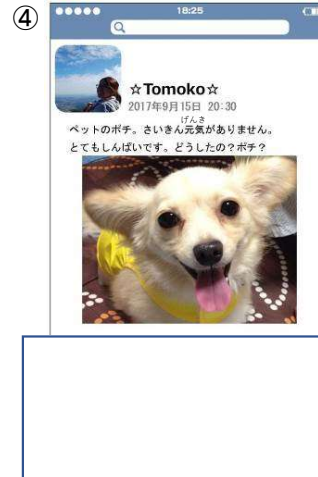 ④
18:25
☆Tomoko☆
2017年9月15日 20:30
げんき
ペットのポチ。さいきん元気がありません。
とてもしんぱいです。どうしたの？ポチ？